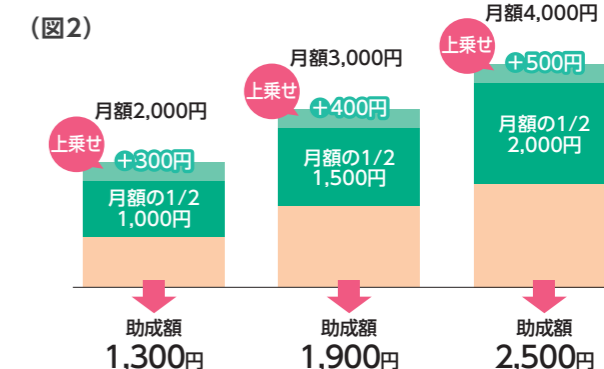 （図2）
月額2,000円
上乗せ
+300円
月額の1/2
1,000円
助成額
1,300円
月額3,000円
上乗せ
+400円
月額の1/2
1,500円
助成額
1,900円
月額4,000円
上乗せ
+500円
月額の1/2
2,000円
助成額
2,500円